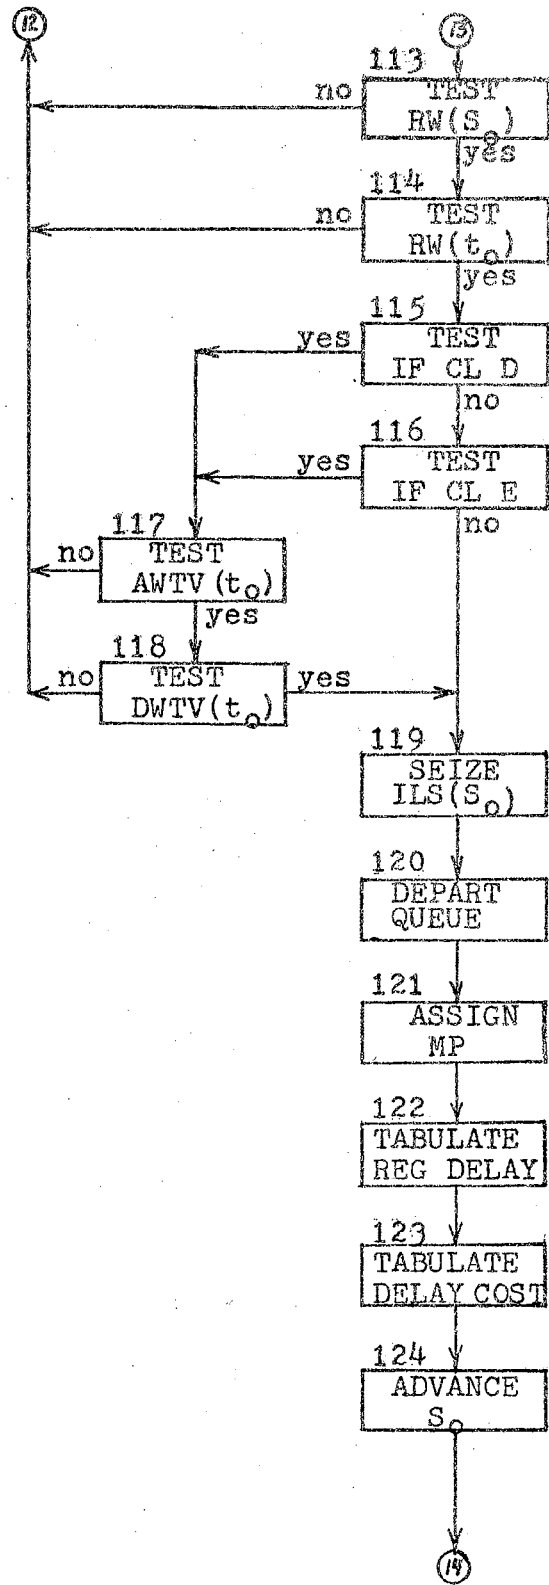 12
13
113
no
TEST
RW(So)
yes
114
no
TEST
RW(to)
yes
115
yes
TEST
IF CL D
no
116
yes
TEST
IF CL E
no
117
no
TEST
AWTV(to)
yes
118
no
TEST
yes
DWTV(to)
119
SEIZE
ILS(So)
120
DEPART
QUEUE
121
ASSIGN
MP
122
TABULATE
REG DELAY
123
TABULATE
DELAY COST
124
ADVANCE
So
14